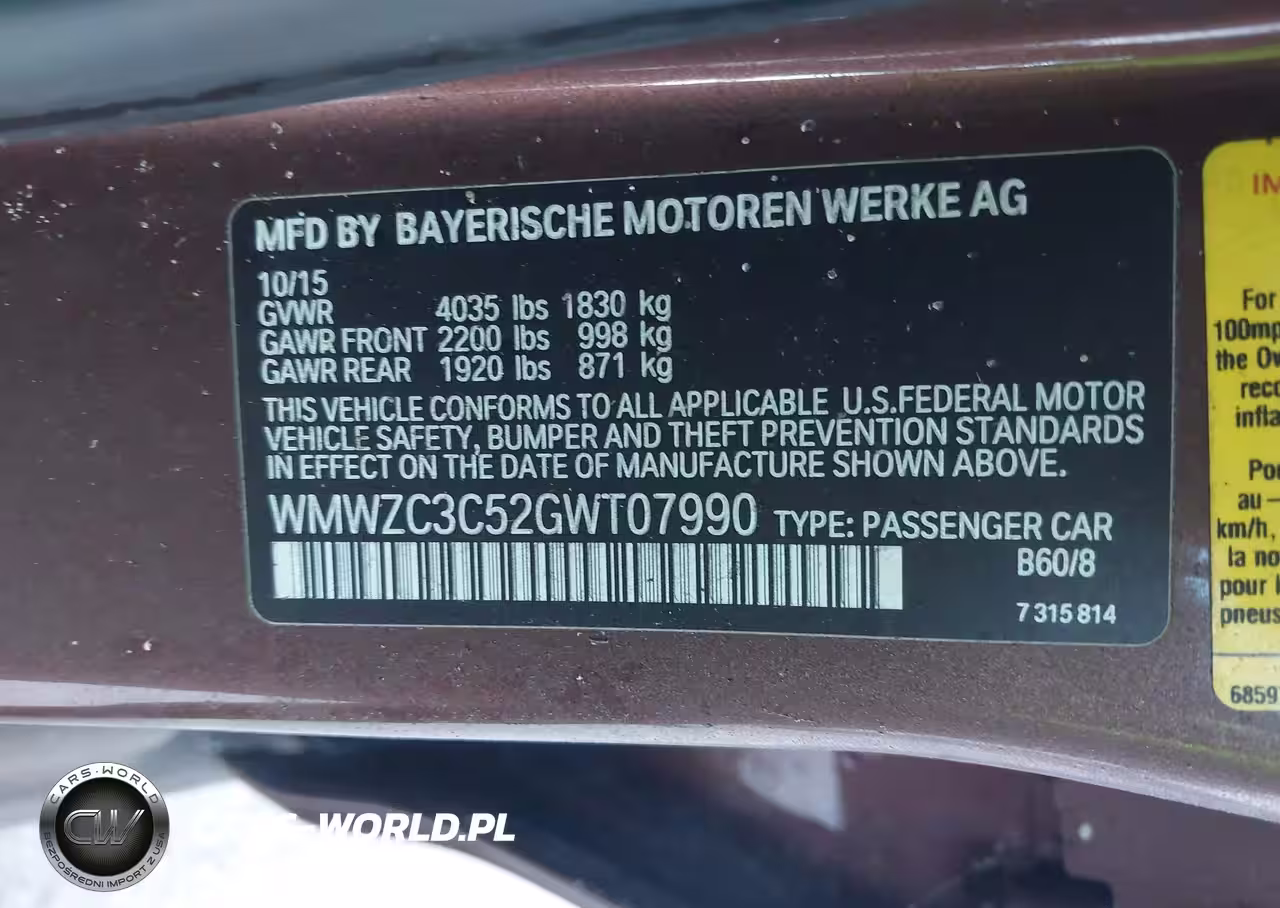 MFD BY BAYERISCHE MOTOREN WERKE AG
10/15
GVWR 4035 lbs 1830 kg
GAWR FRONT 2200 lbs 998 kg
GAWR REAR 1920 lbs 871 kg
THIS VEHICLE CONFORMS TO ALL APPLICABLE U.S.FEDERAL MOTOR
VEHICLE SAFETY, BUMPER AND THEFT PREVENTION STANDARDS
IN EFFECT ON THE DATE OF MANUFACTURE SHOWN ABOVE.
WMWZC3C52GWT07990 TYPE: PASSENGER CAR
B60/8
7 315 814
IM
For
100mp
the Ow
reco
infla
Por
au —
km/h,
la no
pour
pneus
6859
CARS-WORLD
CW
BEZPOŚREDNI IMPORT Z USA
-WORLD.PL